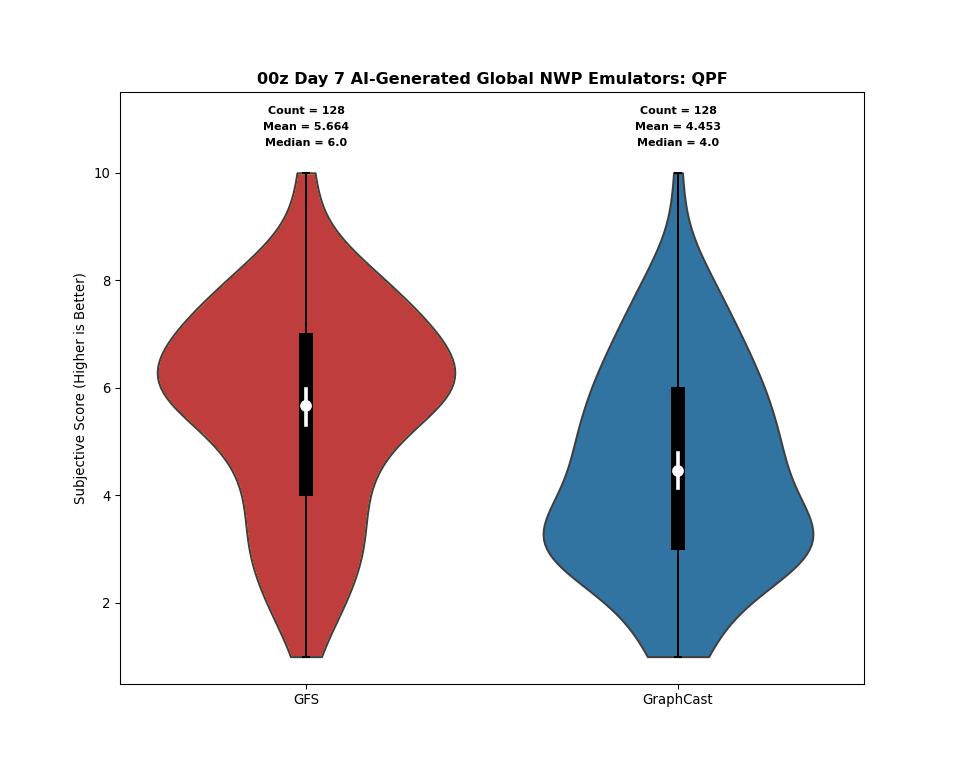 00z Day 7 AI-Generated Global NWP Emulators: QPF
Count = 128
Mean = 5.664
Median = 6.0
Count = 128
Mean = 4.453
Median = 4.0
Subjective Score (Higher is Better)
10
8
6
4
2
GFS
GraphCast